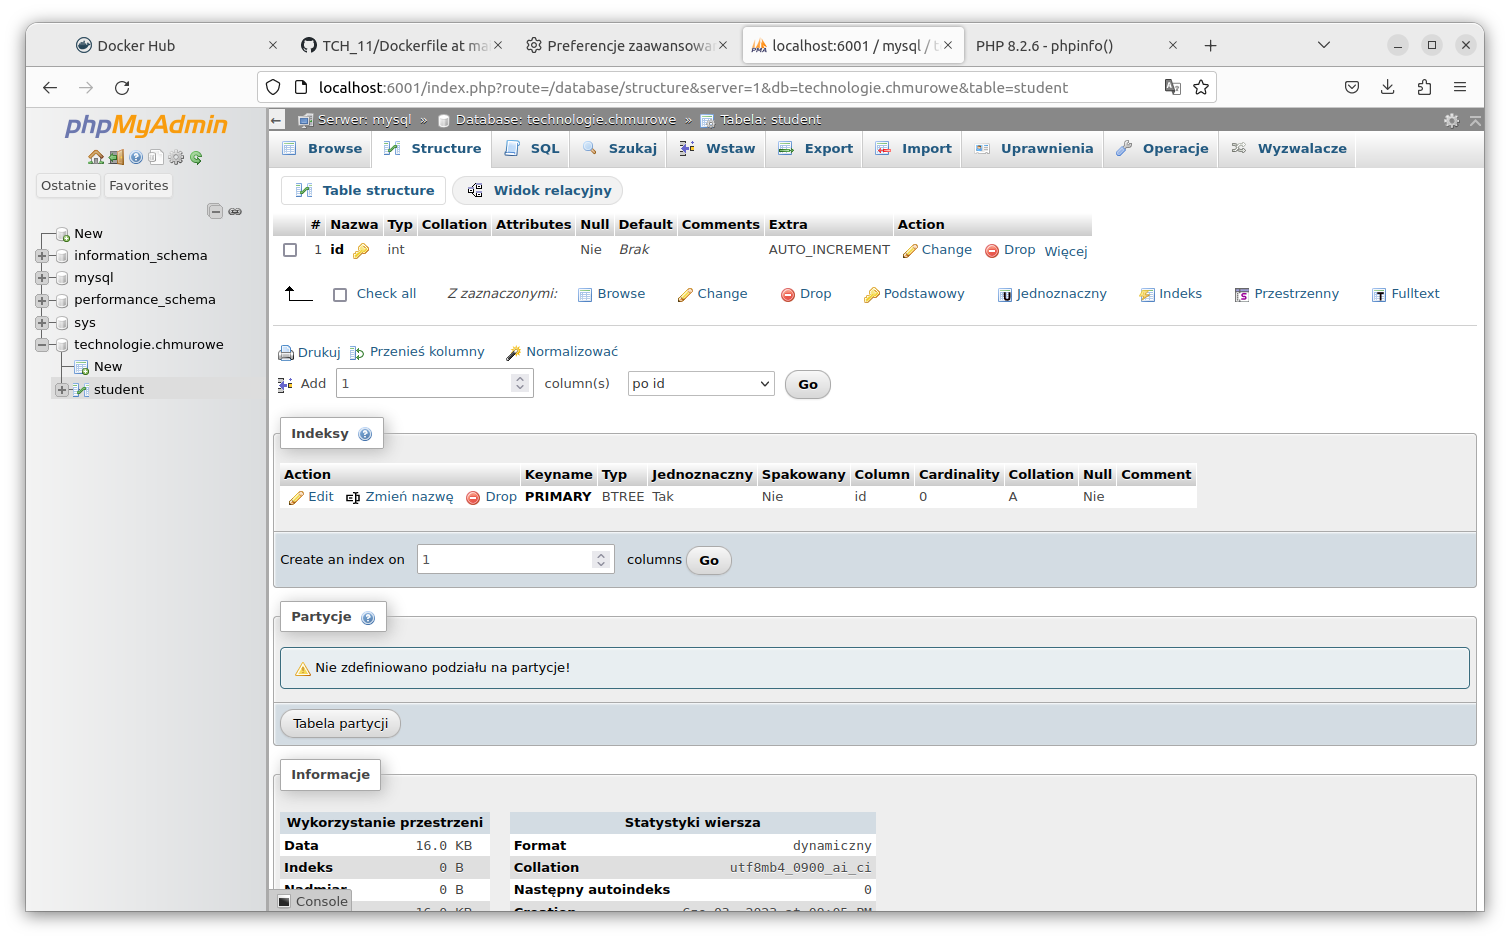 Docker Hub
TCH_11/Dockerfile at ma
Preferencje zaawansowa
localhost:6001 / mysql / t
PHP 8.2.6 - phpinfo()
localhost:6001/index.php?route=/database/structure&server=1&db=technologie.chmurowe&table=student
phpMyAdmin
Ostatnie Favorites
New
information_schema
mysql
performance_schema
sys
technologie.chmurowe
New
student
Serwer: mysql » Database: technologie.chmurowe » Tabela: student
Browse Structure SQL Szukaj Wstaw Export Import Uprawnienia Operacje Wyzwalacze
Table structure Widok relacyjny
# Nazwa Typ Collation Attributes Null Default Comments Extra Action
1 id int Nie Brak AUTO_INCREMENT Change Drop Więcej
Check all Z zaznaczonymi: Browse Change Drop Podstawowy Jednoznaczny Indeks Przestrzenny Fulltext
Drukuj Przenieś kolumny Normalizować
Add 1 column(s) po id Go
Indeksy
Action Keyname Typ Jednoznaczny Spakowany Column Cardinality Collation Null Comment
Edit Zmień nazwę Drop PRIMARY BTREE Tak Nie id 0 A Nie
Create an index on 1 columns Go
Partycje
Nie zdefiniowano podziału na partycje!
Tabela partycji
Informacje
Wykorzystanie przestrzeni
Data 16.0 KB
Indeks 0 B
Nadmiar 0 B
16.0 KB
Statystyki wiersza
Format dynamiczny
Collation utf8mb4_0900_ai_ci
Następny autoindeks 0
Creation
Console